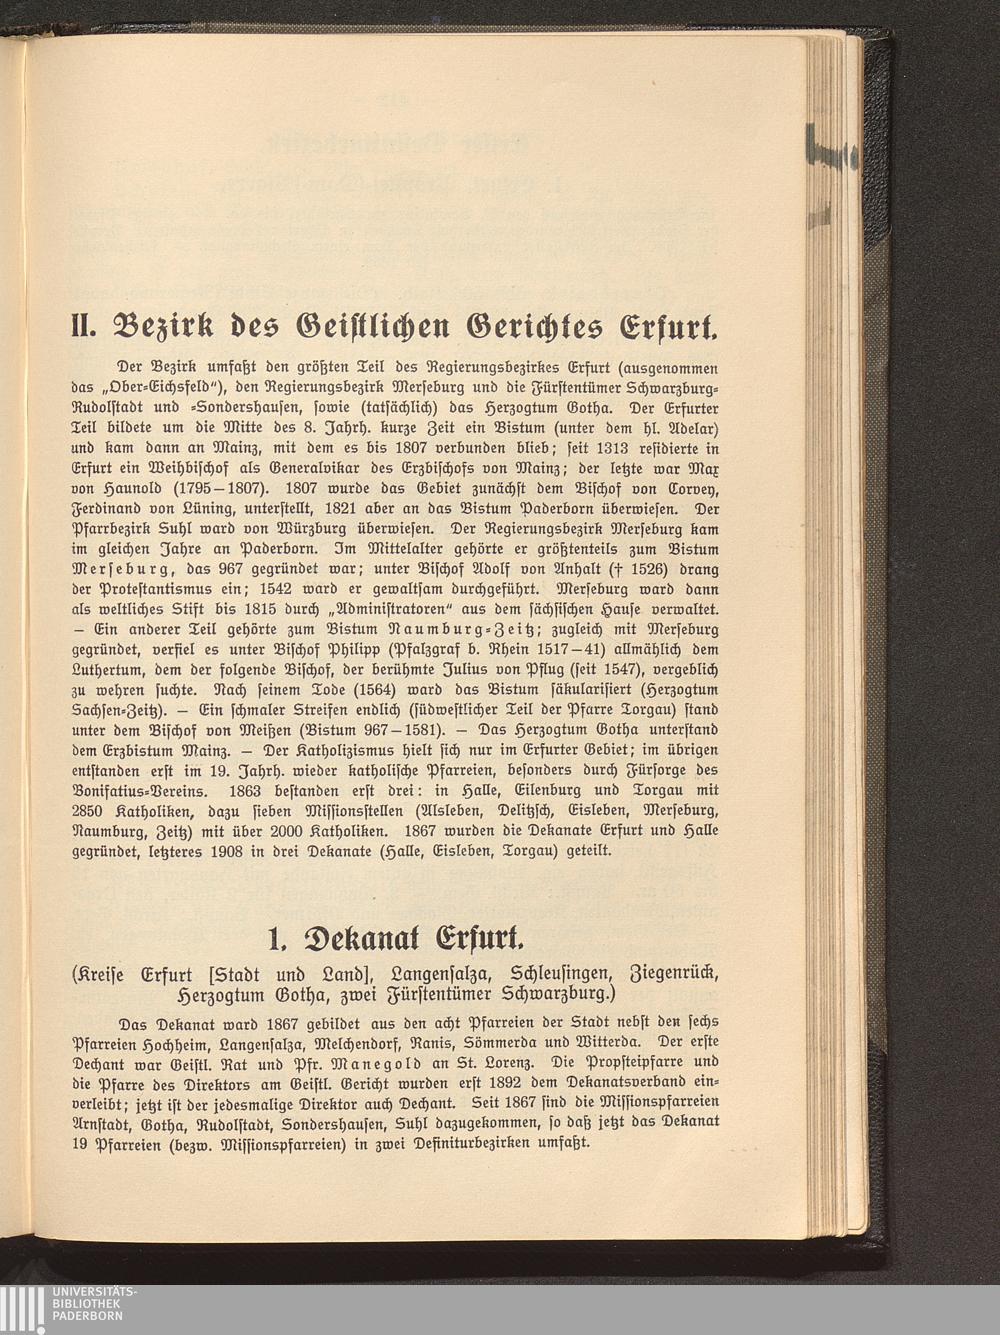 II. Bezirk des Geistlichen Gerichtes Erfurt.
Der Bezirk umfaßt den größten Teil des Regierungsbezirkes Erfurt (ausgenommen
das „Ober-Eichsfeld"), den Regierungsbezirk Merseburg und die Fürstentümer Schwarzburg-
Rudolstadt und -Sondershausen, sowie (tatsächlich) das Herzogtum Gotha. Der Erfurter
Teil bildete um die Mitte des 8. Jahrh. kurze Zeit ein Bistum (unter dem hl. Adelar)
und kam dann an Mainz, mit dem es bis 1807 verbunden blieb; seit 1313 residierte in
Erfurt ein Weihbischof als Generalvikar des Erzbischofs von Mainz; der letzte war Max
von Haunold (1795—1807). 1807 wurde das Gebiet zunächst dem Bischof von Corvey,
Ferdinand von Lüning, unterstellt, 1821 aber an das Bistum Paderborn überwiesen. Der
Pfarrbezirk Suhl ward von Würzburg überwiesen. Der Regierungsbezirk Merseburg kam
im gleichen Jahre an Paderborn. Im Mittelalter gehörte er größtenteils zum Bistum
Merseburg, das 967 gegründet war; unter Bischof Adolf von Anhalt († 1526) drang
der Protestantismus ein; 1542 ward er gewaltsam durchgeführt. Merseburg ward dann
als weltliches Stift bis 1815 durch „Administratoren" aus dem sächsischen Hause verwaltet.
— Ein anderer Teil gehörte zum Bistum Naumburg-Zeitz; zugleich mit Merseburg
gegründet, verfiel es unter Bischof Philipp (Pfalzgraf b. Rhein 1517—41) allmählich dem
Luthertum, dem der folgende Bischof, der berühmte Julius von Pflug (seit 1547), vergeblich
zu wehren suchte. Nach seinem Tode (1564) ward das Bistum säkularisiert (Herzogtum
Sachsen-Zeitz). — Ein schmaler Streifen endlich (südwestlicher Teil der Pfarre Torgau) stand
unter dem Bischof von Meißen (Bistum 967—1581). — Das Herzogtum Gotha unterstand
dem Erzbistum Mainz. — Der Katholizismus hielt sich nur im Erfurter Gebiet; im übrigen
entstanden erst im 19. Jahrh. wieder katholische Pfarreien, besonders durch Fürsorge des
Bonifatius-Vereins. 1863 bestanden erst drei: in Halle, Eilenburg und Torgau mit
2850 Katholiken, dazu sieben Missionsstellen (Alsleben, Delitzsch, Eisleben, Merseburg,
Naumburg, Zeitz) mit über 2000 Katholiken. 1867 wurden die Dekanate Erfurt und Halle
gegründet, letzteres 1908 in drei Dekanate (Halle, Eisleben, Torgau) geteilt.
1. Dekanat Erfurt.
(Kreise Erfurt [Stadt und Land], Langensalza, Schleusingen, Ziegenrück,
Herzogtum Gotha, zwei Fürstentümer Schwarzburg.)
Das Dekanat ward 1867 gebildet aus den acht Pfarreien der Stadt nebst den sechs
Pfarreien Hochheim, Langensalza, Melchendorf, Ranis, Sömmerda und Witterda. Der erste
Dechant war Geistl. Rat und Pfr. Manegold an St. Lorenz. Die Propsteipfarre und
die Pfarre des Direktors am Geistl. Gericht wurden erst 1892 dem Dekanatsverband ein-
verleibt; jetzt ist der jedesmalige Direktor auch Dechant. Seit 1867 sind die Missionspfarreien
Arnstadt, Gotha, Rudolstadt, Sondershausen, Suhl dazugekommen, so daß jetzt das Dekanat
19 Pfarreien (bezw. Missionspfarreien) in zwei Definiturbezirken umfaßt.
UNIVERSITÄTS-
BIBLIOTHEK
PADERBORN